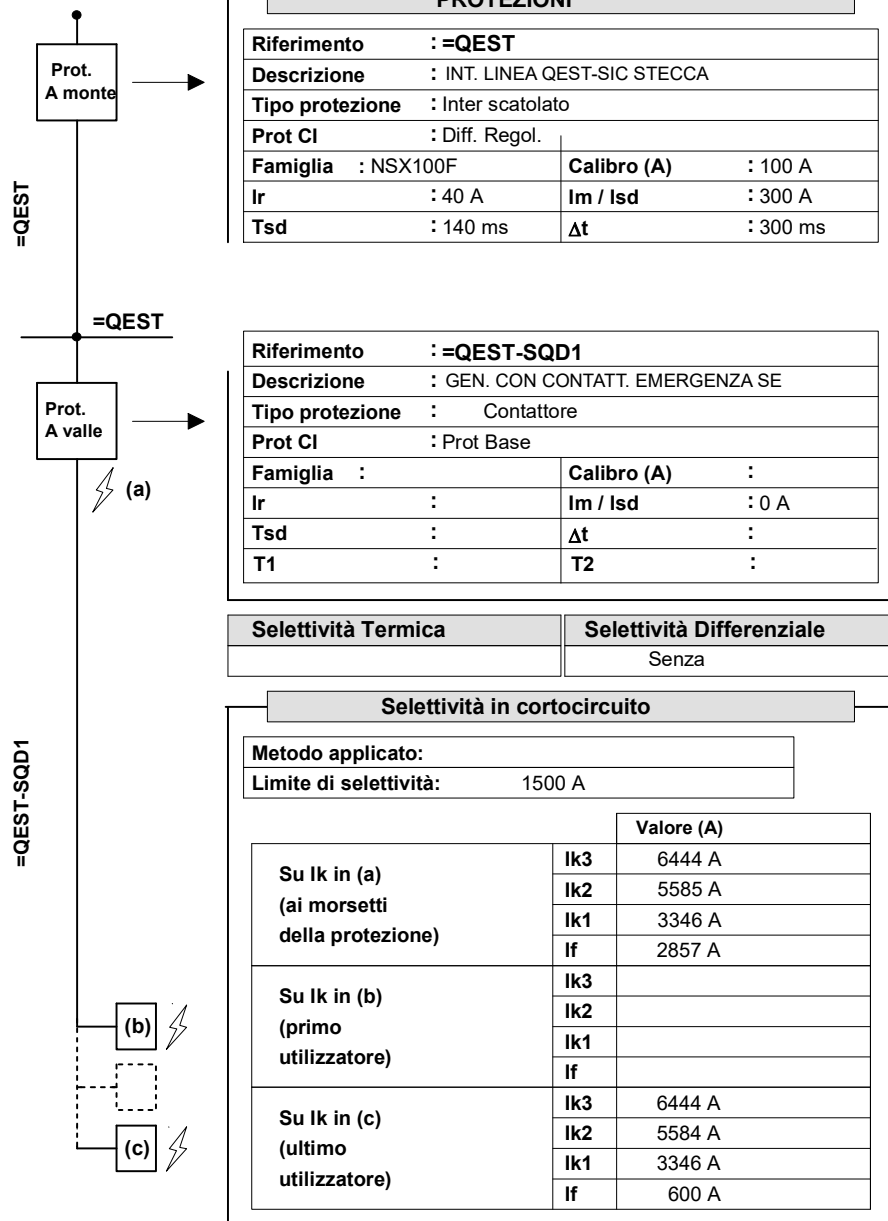 PROTEZIONI
Prot.
A monte
Riferimento : =QEST
Descrizione : INT. LINEA QEST-SIC STECCA
Tipo protezione : Inter scatolato
Prot CI : Diff. Regol.
Famiglia : NSX100F Calibro (A) : 100 A
Ir : 40 A Im / Isd : 300 A
Tsd : 140 ms Δt : 300 ms
=QEST
=QEST
Prot.
A valle
(a)
Riferimento : =QEST-SQD1
Descrizione : GEN. CON CONTATT. EMERGENZA SE
Tipo protezione : Contattore
Prot CI : Prot Base
Famiglia : Calibro (A) :
Ir : Im / Isd : 0 A
Tsd : Δt :
T1 : T2 :
Selettività Termica Selettività Differenziale
Senza
Selettività in cortocircuito
Metodo applicato:
Limite di selettività: 1500 A
=QEST-SQD1
Valore (A)
Su Ik in (a)
(ai morsetti
della protezione)
Ik3 6444 A
Ik2 5585 A
Ik1 3346 A
If 2857 A
Su Ik in (b)
(primo
utilizzatore)
Ik3
Ik2
Ik1
If
Su Ik in (c)
(ultimo
utilizzatore)
Ik3 6444 A
Ik2 5584 A
Ik1 3346 A
If 600 A
(b)
(c)